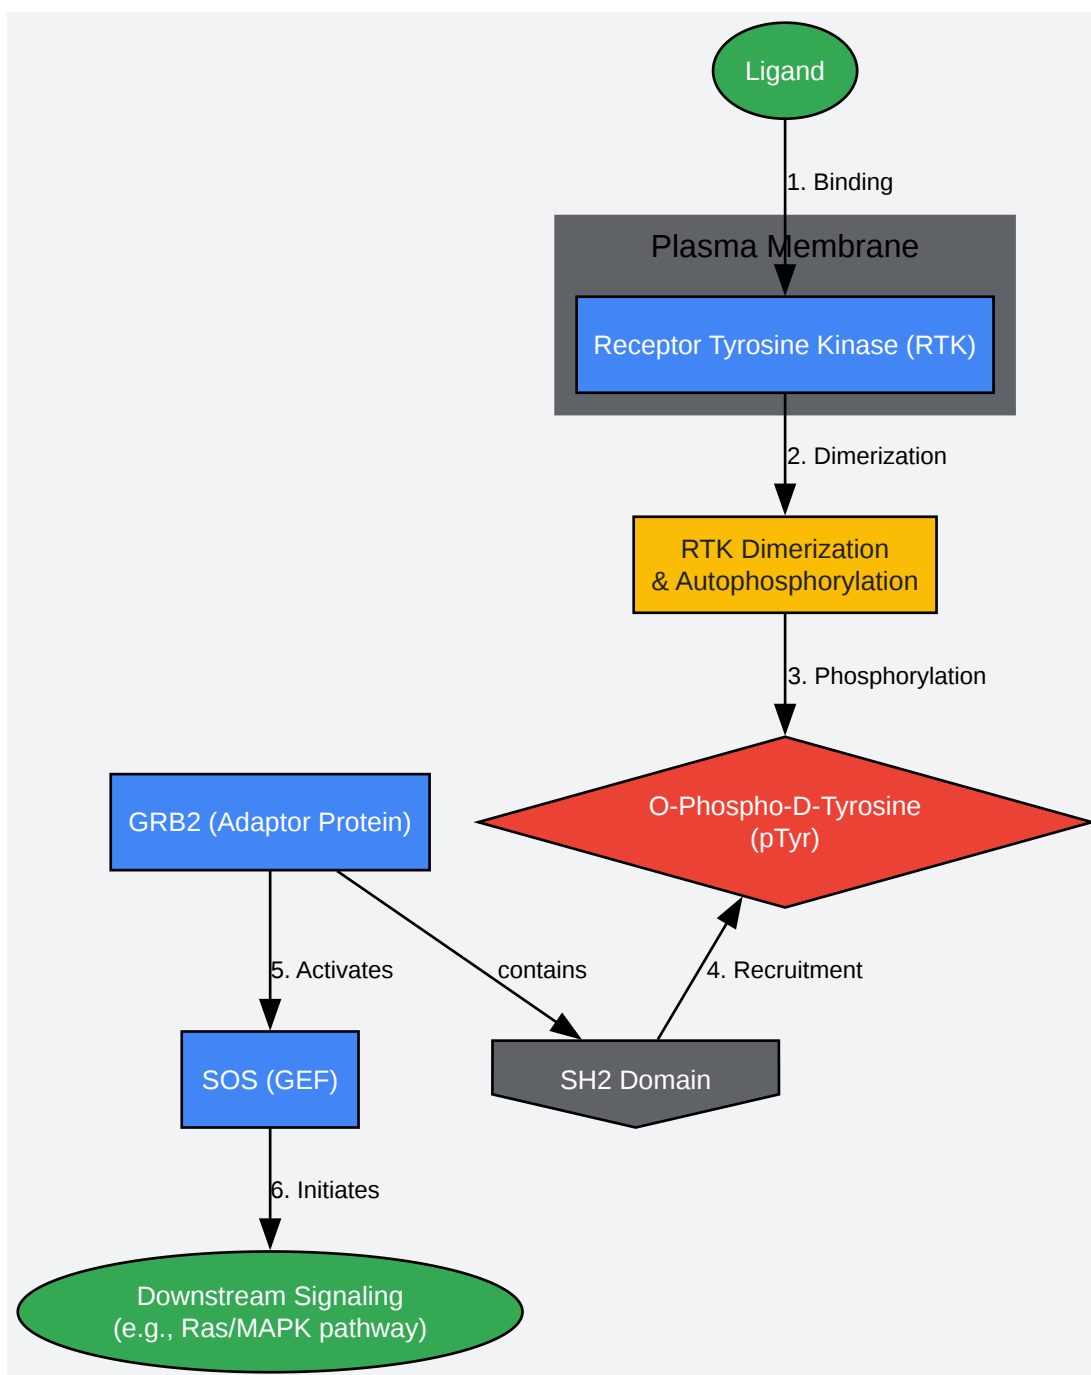 Ligand
1. Binding
Plasma Membrane
Receptor Tyrosine Kinase (RTK)
2. Dimerization
RTK Dimerization
& Autophosphorylation
3. Phosphorylation
O-Phospho-D-Tyrosine
(pTyr)
GRB2 (Adaptor Protein)
5. Activates
contains
4. Recruitment
SOS (GEF)
SH2 Domain
6. Initiates
Downstream Signaling
(e.g., Ras/MAPK pathway)